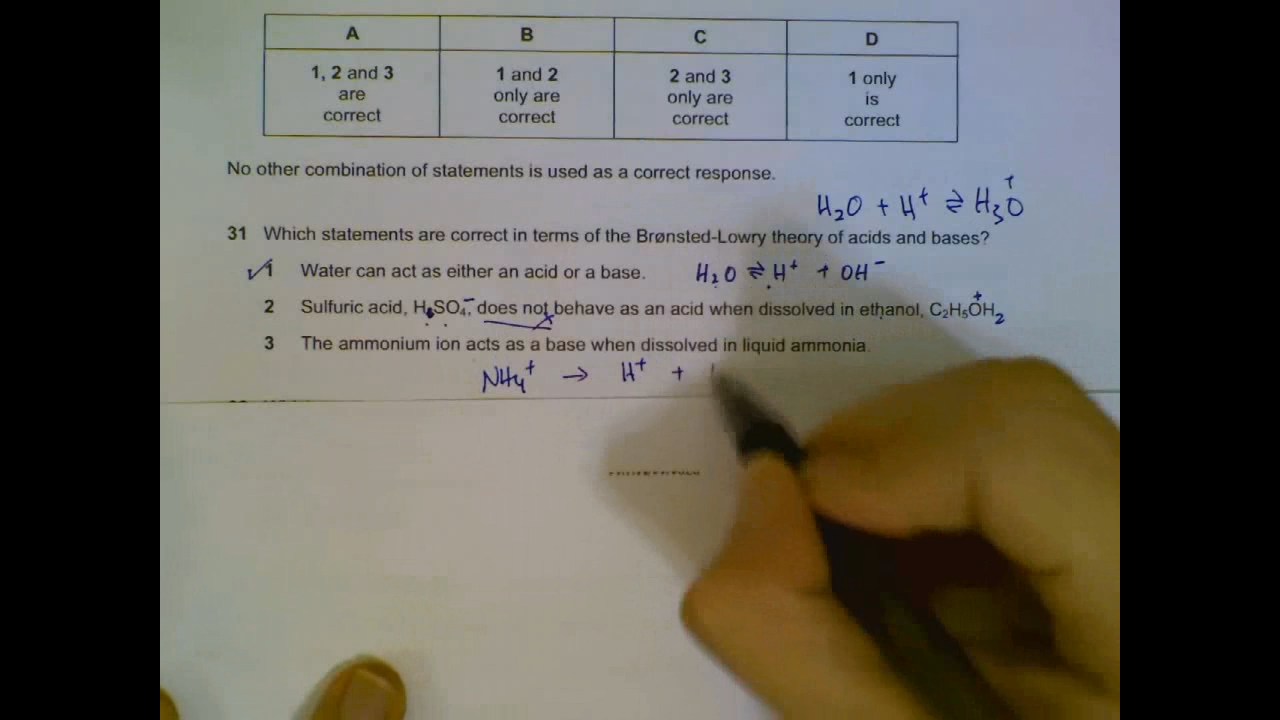 A B C D
1, 2 and 3 are correct
1 and 2 only are correct
2 and 3 only are correct
1 only is correct
No other combination of statements is used as a correct response.
H₂O + H⁺ ⇌ H₃O⁺
31 Which statements are correct in terms of the Brønsted-Lowry theory of acids and bases?
✓ 1 Water can act as either an acid or a base. H₂O ⇌ H⁺ + OH⁻
2 Sulfuric acid, HSO₄⁻, does not behave as an acid when dissolved in ethanol, C₂H₅OH₂⁺
3 The ammonium ion acts as a base when dissolved in liquid ammonia.
NH₄⁺ → H⁺ +